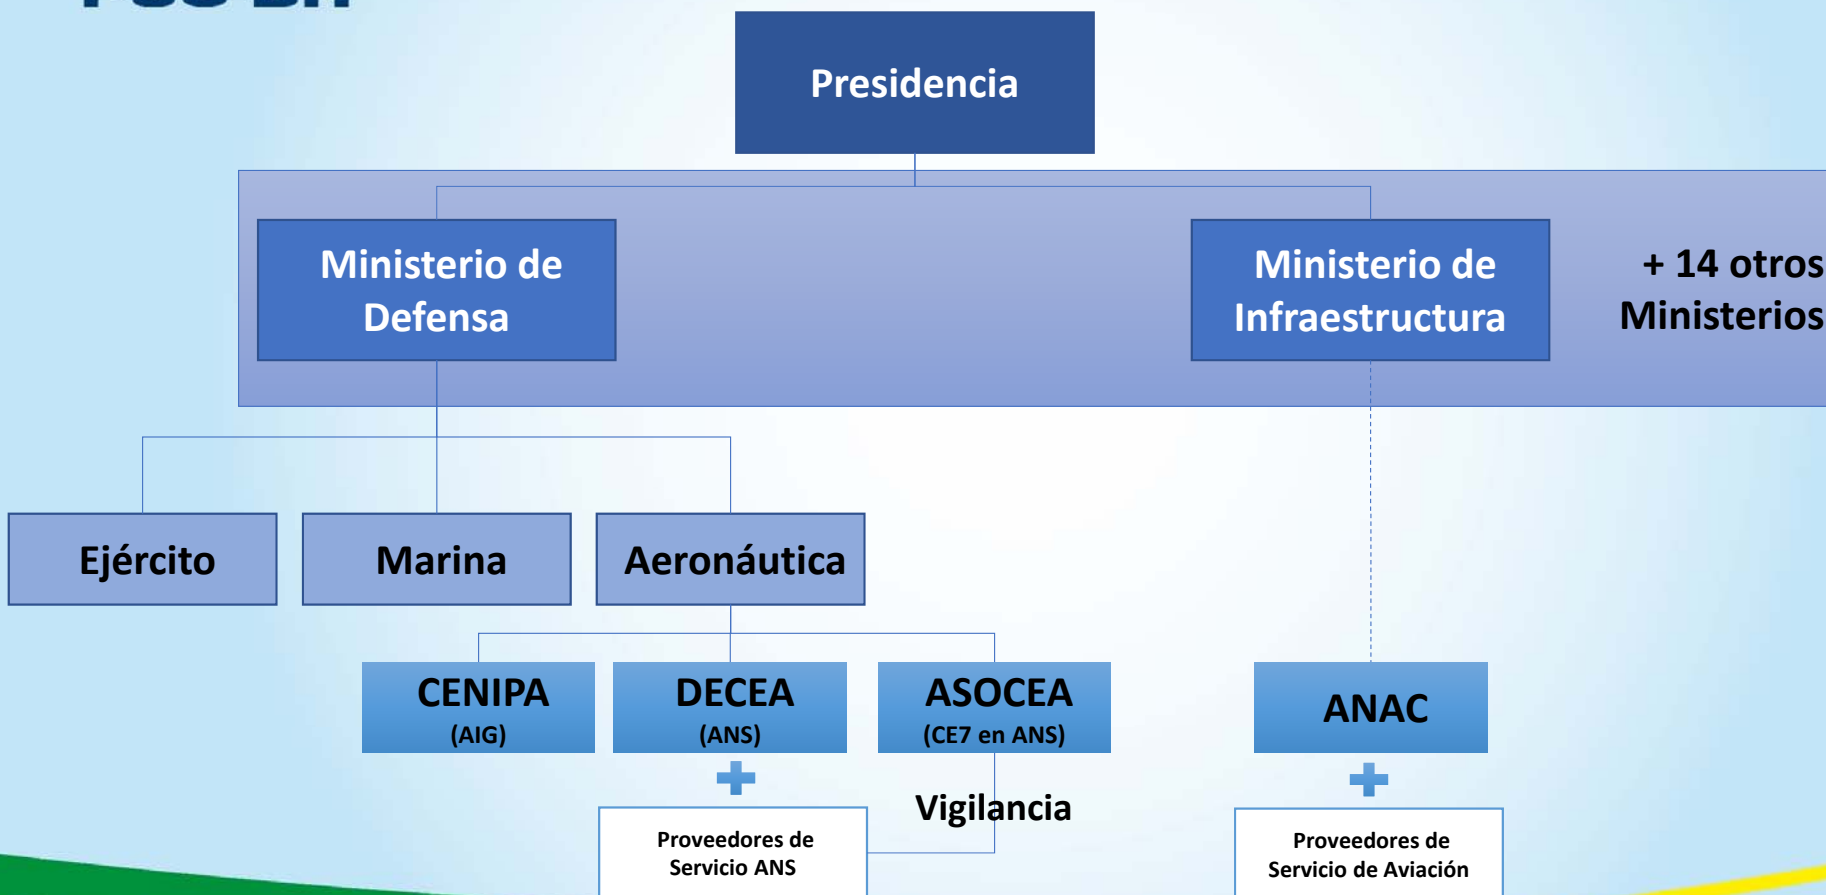 Presidencia
Ministerio de
Defensa
Ministerio de
Infraestructura
+ 14 otros
Ministerios
Ejército
Marina
Aeronáutica
CENIPA
(AIG)
DECEA
(ANS)
ASOCEA
(CE7 en ANS)
ANAC
Vigilancia
Proveedores de
Servicio ANS
Proveedores de
Servicio de Aviación